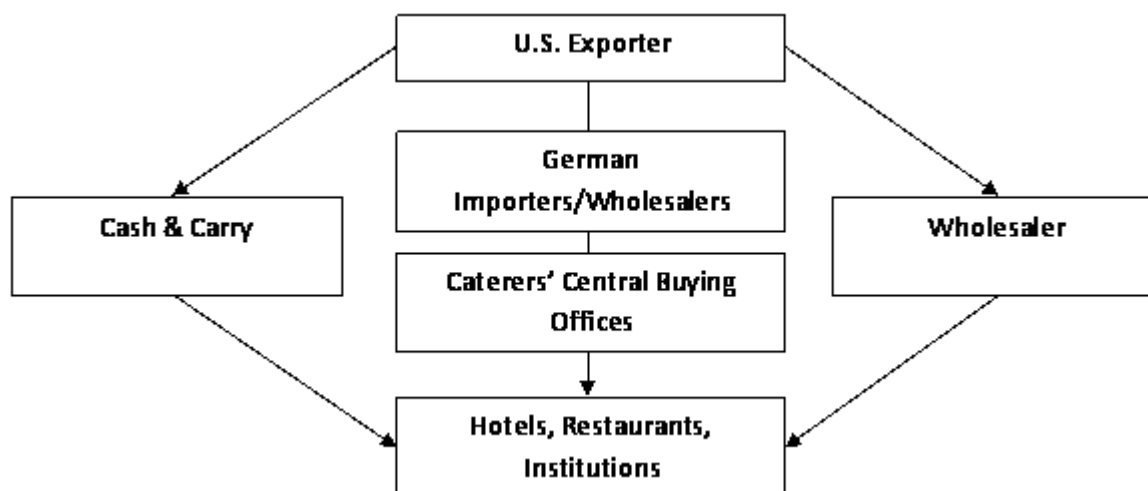 U.S. Exporter
German
Importers/Wholesalers
Cash & Carry
Wholesaler
Caterers’ Central Buying
Offices
Hotels, Restaurants,
Institutions